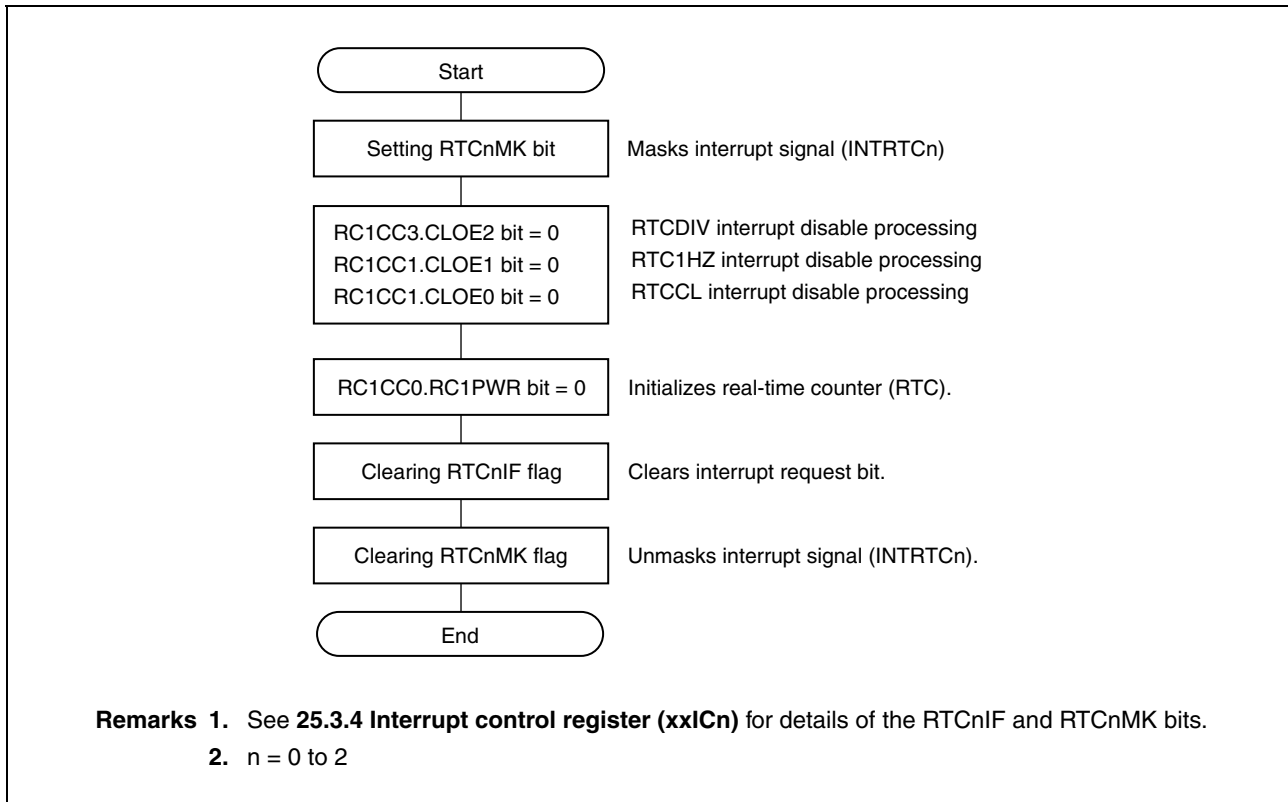 Start
Setting RTCnMK bit Masks interrupt signal (INTRTCn)
RC1CC3.CLOE2 bit = 0 RTCDIV interrupt disable processing
RC1CC1.CLOE1 bit = 0 RTC1HZ interrupt disable processing
RC1CC1.CLOE0 bit = 0 RTCCL interrupt disable processing
RC1CC0.RC1PWR bit = 0 Initializes real-time counter (RTC).
Clearing RTCnIF flag Clears interrupt request bit.
Clearing RTCnMK flag Unmasks interrupt signal (INTRTCn).
End
Remarks 1. See 25.3.4 Interrupt control register (xxICn) for details of the RTCnIF and RTCnMK bits.
2. n = 0 to 2